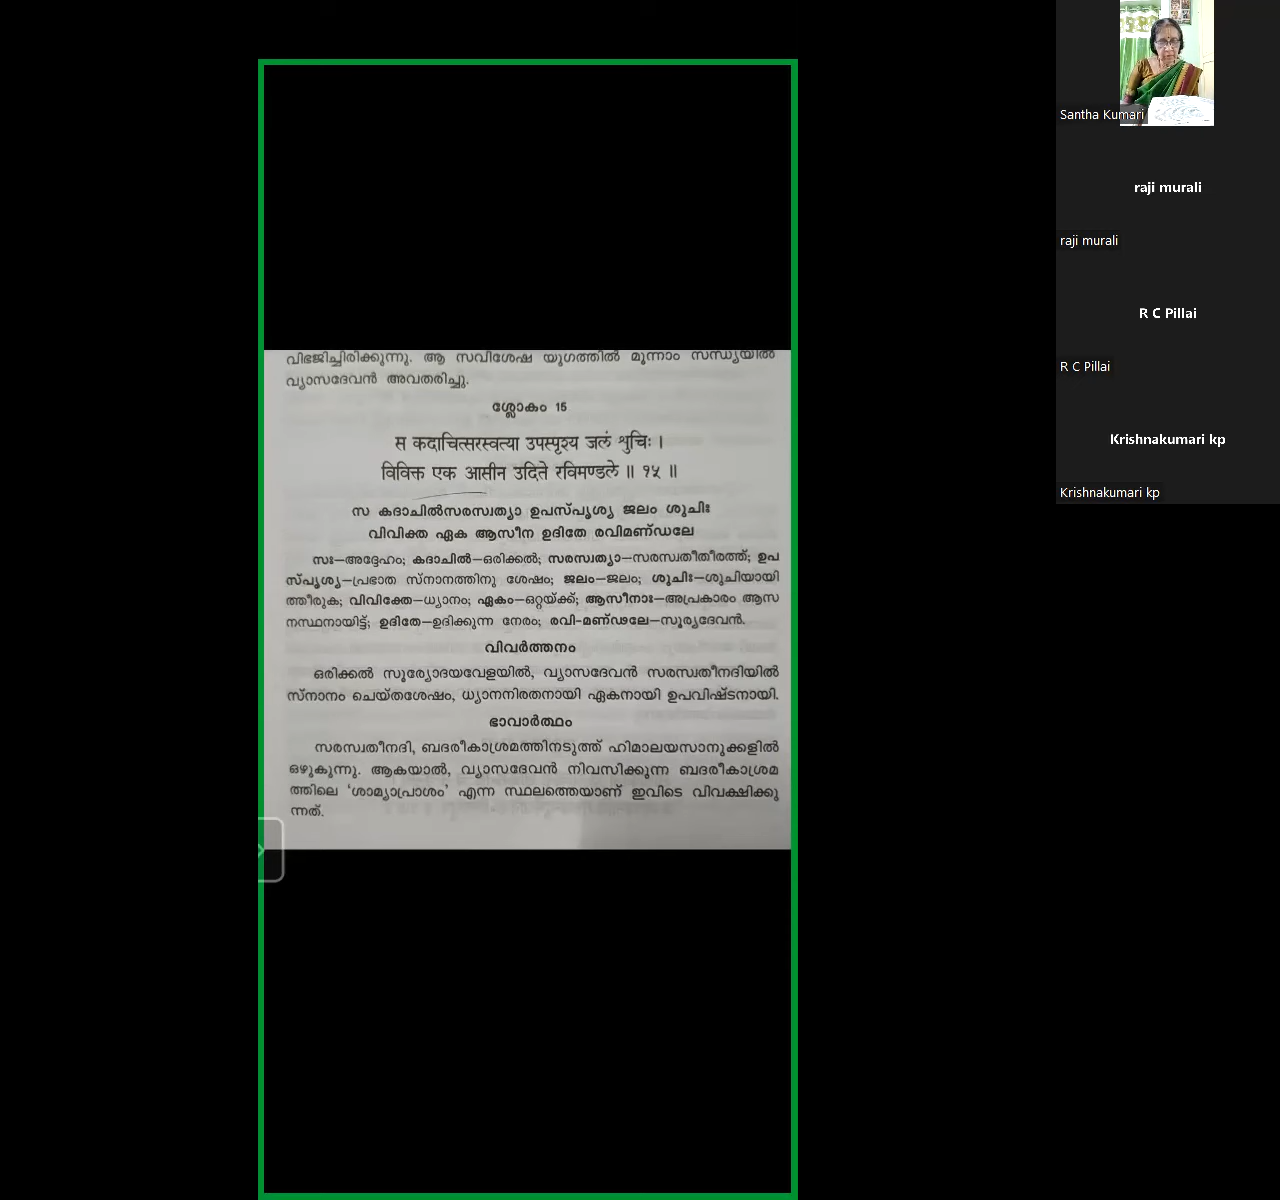 വിഭജിച്ചിരിക്കുന്നു. ആ സവിശേഷ യുഗത്തിൽ മൂന്നാം സന്ധ്യയിൽ
വ്യാസദേവൻ അവതരിച്ചു.
ശ്ലോകം 15
स कदाचित्सरस्वत्या उपस्पृश्य जलं श्रुचिः ।
विविक्त एक आसीन उदिते रविमण्डले ॥ १५ ॥
സ കദാചിൽസരസ്വത്യാ ഉപസ്പൃശ്യ ജലം ശുചിഃ
വിവിക്ത ഏക ആസീന ഉദിതേ രവിമണ്ഡലേ
സഃ—അദ്ദേഹം; കദാചിൽ—ഒരിക്കൽ; സരസ്വത്യാ—സരസ്വതീതീരത്ത്; ഉപ
സ്പൃശ്യ—പ്രഭാത സ്നാനത്തിനു ശേഷം; ജലം—ജലം; ശുചിഃ—ശുചിയായി
ത്തീരുക; വിവിക്തേ—ധ്യാനം; ഏകം—ഒറ്റയ്ക്ക്; ആസീനാഃ—അപ്രകാരം ആസ
നസ്ഥനായിട്ട്; ഉദിതേ—ഉദിക്കുന്ന നേരം; രവി-മണ്ഢലേ—സൂര്യദേവൻ.
വിവർത്തനം
ഒരിക്കൽ സൂര്യോദയവേളയിൽ, വ്യാസദേവൻ സരസ്വതീനദിയിൽ
സ്നാനം ചെയ്തശേഷം, ധ്യാനനിരതനായി ഏകനായി ഉപവിഷ്ടനായി.
ഭാവാർത്ഥം
സരസ്വതീനദി, ബദരീകാശ്രമത്തിനടുത്ത് ഹിമാലയസാനുക്കളിൽ
ഒഴുകുന്നു. ആകയാൽ, വ്യാസദേവൻ നിവസിക്കുന്ന ബദരീകാശ്രമ
ത്തിലെ ‘ശാമ്യാപ്രാശം’ എന്ന സ്ഥലത്തെയാണ് ഇവിടെ വിവക്ഷിക്കു
ന്നത്.
Santha Kumari
raji murali
raji murali
R C Pillai
R C Pillai
Krishnakumari kp
Krishnakumari kp